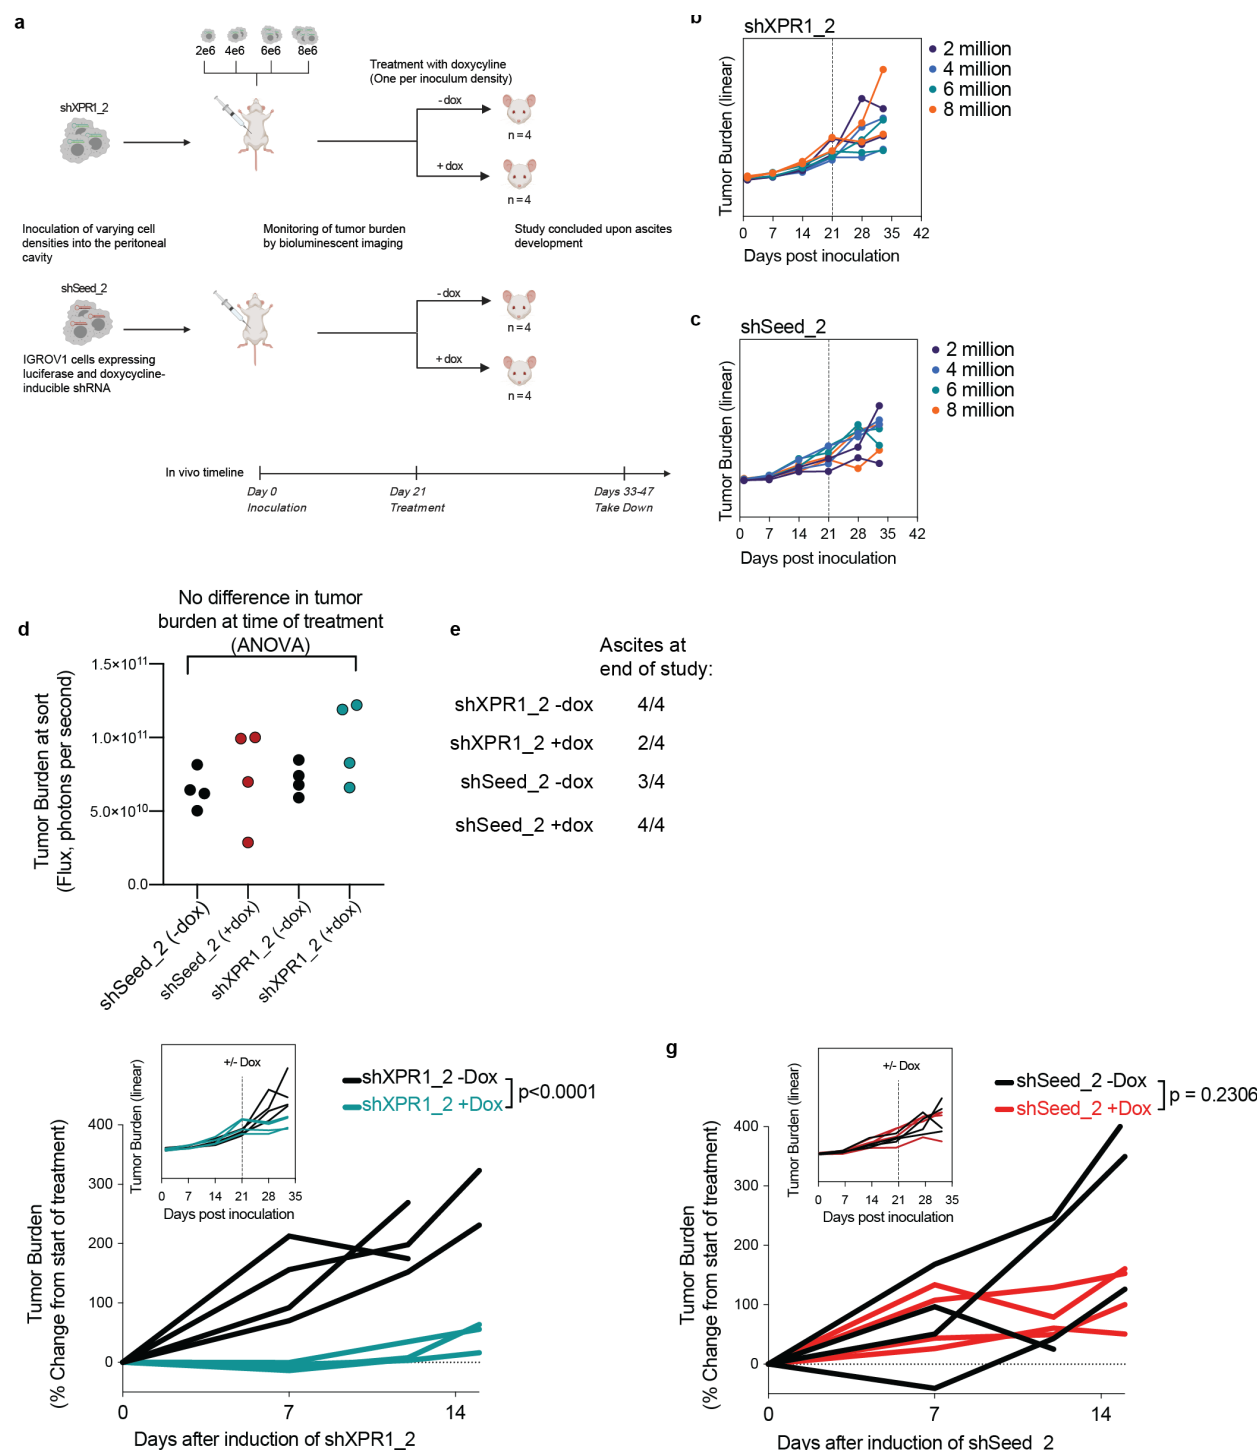 a
2e6 4e6 6e6 8e6
Treatment with doxycyline
(One per inoculum density)
shXPR1_2
- dox
n = 4
+ dox
n = 4
Inoculation of varying cell
densities into the peritoneal
cavity
Monitoring of tumor burden
by bioluminescent imaging
Study concluded upon ascites
development
shSeed_2
- dox
n = 4
+ dox
n = 4
IGROV1 cells expressing
luciferase and doxycycline-
inducible shRNA
In vivo timeline
Day 0
Inoculation
Day 21
Treatment
Days 33-47
Take Down
b
shXPR1_2
Tumor Burden (linear)
0 7 14 21 28 35 42
Days post inoculation
2 million
4 million
6 million
8 million
c
shSeed_2
Tumor Burden (linear)
0 7 14 21 28 35 42
Days post inoculation
2 million
4 million
6 million
8 million
d
No difference in tumor
burden at time of treatment
(ANOVA)
Tumor Burden at sort
(Flux, photons per second)
1.5×10¹¹
1.0×10¹¹
5.0×10¹⁰
0.0
shSeed_2 (-dox)
shSeed_2 (+dox)
shXPR1_2 (-dox)
shXPR1_2 (+dox)
e
Ascites at
end of study:
shXPR1_2 -dox 4/4
shXPR1_2 +dox 2/4
shSeed_2 -dox 3/4
shSeed_2 +dox 4/4
Tumor Burden (linear)
+/- Dox
0 7 14 21 28 35
Days post inoculation
shXPR1_2 -Dox
shXPR1_2 +Dox
p<0.0001
Tumor Burden
(% Change from start of treatment)
400
300
200
100
0
0 7 14
Days after induction of shXPR1_2
g
Tumor Burden (linear)
+/- Dox
0 7 14 21 28 35
Days post inoculation
shSeed_2 -Dox
shSeed_2 +Dox
p = 0.2306
Tumor Burden
(% Change from start of treatment)
400
300
200
100
0
0 7 14
Days after induction of shSeed_2